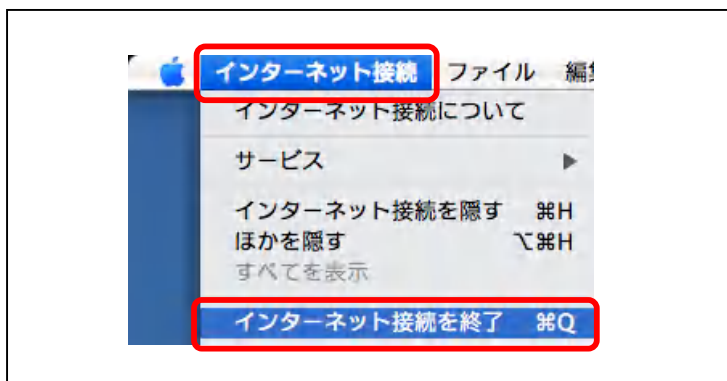 インターネット接続 ファイル 編
インターネット接続について
サービス ▶
インターネット接続を隠す ⌘H
ほかを隠す ⌥⌘H
すべてを表示
インターネット接続を終了 ⌘Q